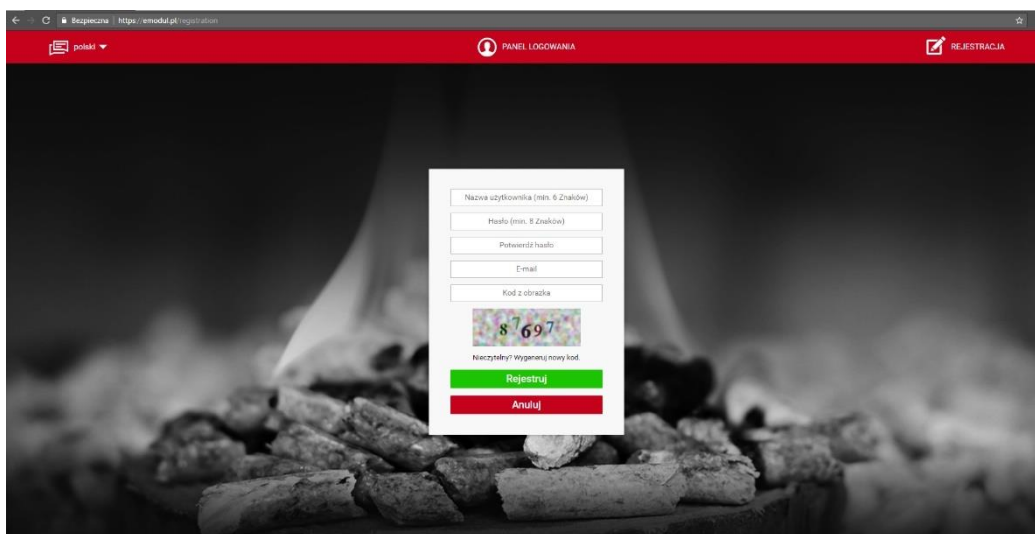 Bezpieczna | https://emodul.pl/registration
polski
PANEL LOGOWANIA
REJESTRACJA
Nazwa użytkownika (min. 6 Znaków)
Hasło (min. 8 Znaków)
Potwierdź hasło
E-mail
Kod z obrazka
87697
Nieczytelny? Wygeneruj nowy kod.
Rejestruj
Anuluj